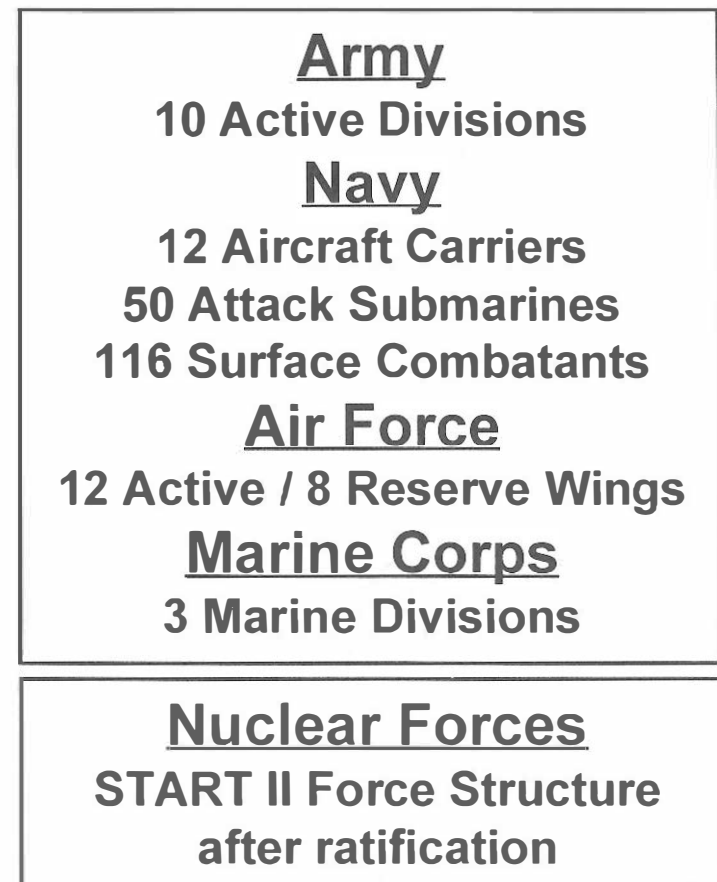 Army
10 Active Divisions
Navy
12 Aircraft Carriers
50 Attack Submarines
116 Surface Combatants
Air Force
12 Active / 8 Reserve Wings
Marine Corps
3 Marine Divisions
Nuclear Forces
START II Force Structure
after ratification